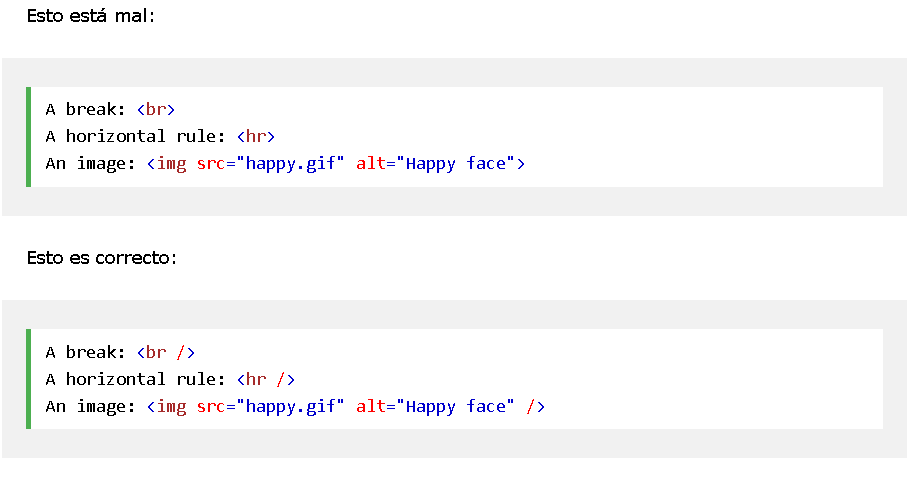 Esto está mal:
A break: <br>
A horizontal rule: <hr>
An image: <img src="happy.gif" alt="Happy face">
Esto es correcto:
A break: <br />
A horizontal rule: <hr />
An image: <img src="happy.gif" alt="Happy face" />